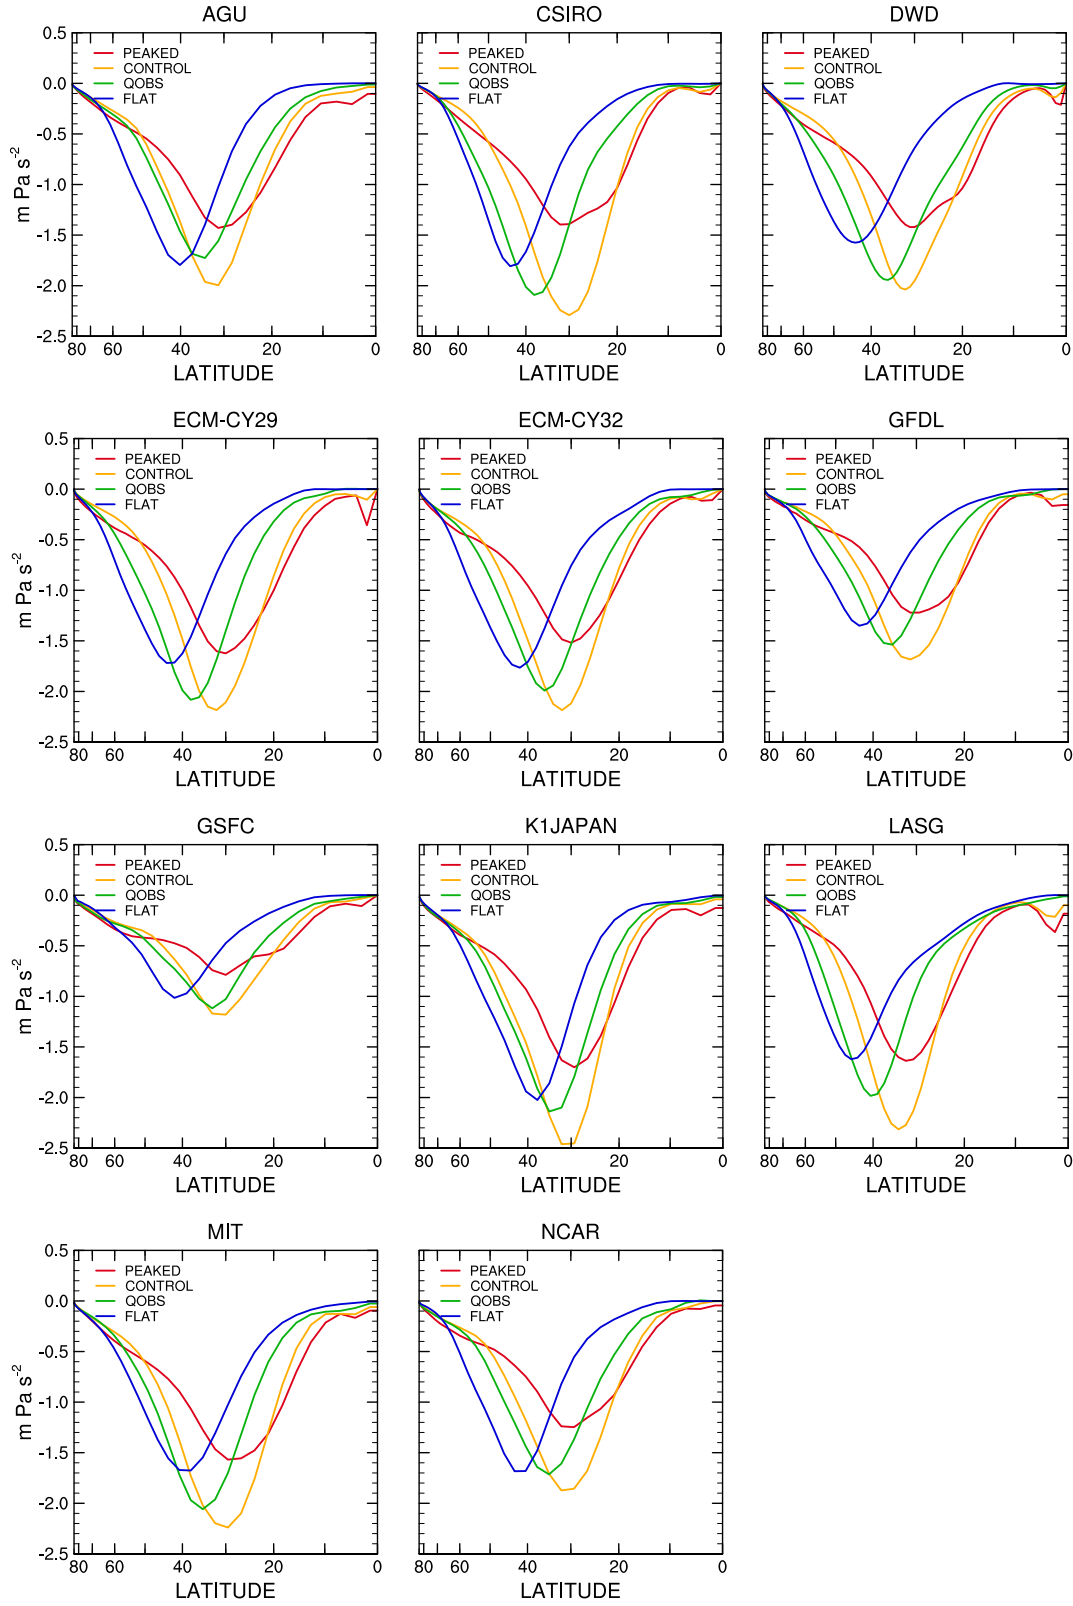 AGU
CSIRO
DWD
0.5
0.0
-0.5
-1.0
-1.5
-2.0
-2.5
m Pa s-2
PEAKED
CONTROL
QOBS
FLAT
PEAKED
CONTROL
QOBS
FLAT
PEAKED
CONTROL
QOBS
FLAT
80 60 40 20 0
80 60 40 20 0
80 60 40 20 0
LATITUDE
LATITUDE
LATITUDE
ECM-CY29
ECM-CY32
GFDL
0.5
0.0
-0.5
-1.0
-1.5
-2.0
-2.5
m Pa s-2
PEAKED
CONTROL
QOBS
FLAT
PEAKED
CONTROL
QOBS
FLAT
PEAKED
CONTROL
QOBS
FLAT
80 60 40 20 0
80 60 40 20 0
80 60 40 20 0
LATITUDE
LATITUDE
LATITUDE
GSFC
K1JAPAN
LASG
0.5
0.0
-0.5
-1.0
-1.5
-2.0
-2.5
m Pa s-2
PEAKED
CONTROL
QOBS
FLAT
PEAKED
CONTROL
QOBS
FLAT
PEAKED
CONTROL
QOBS
FLAT
80 60 40 20 0
80 60 40 20 0
80 60 40 20 0
LATITUDE
LATITUDE
LATITUDE
MIT
NCAR
0.5
0.0
-0.5
-1.0
-1.5
-2.0
-2.5
m Pa s-2
PEAKED
CONTROL
QOBS
FLAT
PEAKED
CONTROL
QOBS
FLAT
80 60 40 20 0
80 60 40 20 0
LATITUDE
LATITUDE